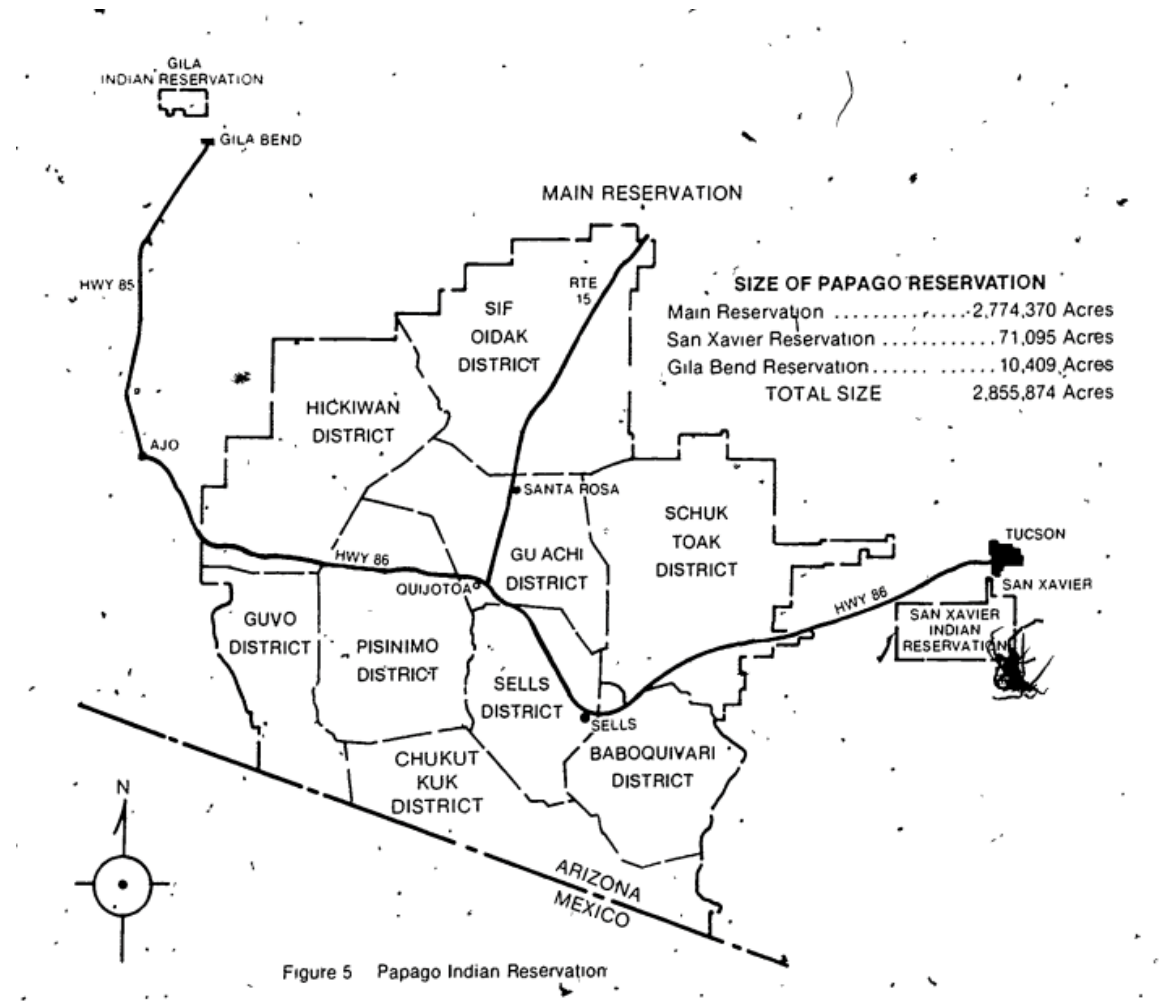 GILA
INDIAN RESERVATION
GILA BEND
MAIN RESERVATION
HWY 85
RTE
15
SIZE OF PAPAGO RESERVATION
Main Reservation ................. 2,774,370 Acres
San Xavier Reservation ............ 71,095 Acres
Gila Bend Reservation...... ...... 10,409 Acres
TOTAL SIZE 2,855,874 Acres
SIF
OIDAK
DISTRICT
HICKIWAN
DISTRICT
AJO
SANTA ROSA
SCHUK
TOAK
DISTRICT
TUCSON
HWY 86
GU ACHI
DISTRICT
QUIJOTOA
SAN XAVIER
HWY 86
GUVO
DISTRICT
SAN XAVIER
INDIAN
RESERVATION
PISINIMO
DISTRICT
SELLS
DISTRICT
SELLS
CHUKUT
KUK
DISTRICT
BABOQUIVARI
DISTRICT
N
ARIZONA
MEXICO
Figure 5 Papago Indian Reservation